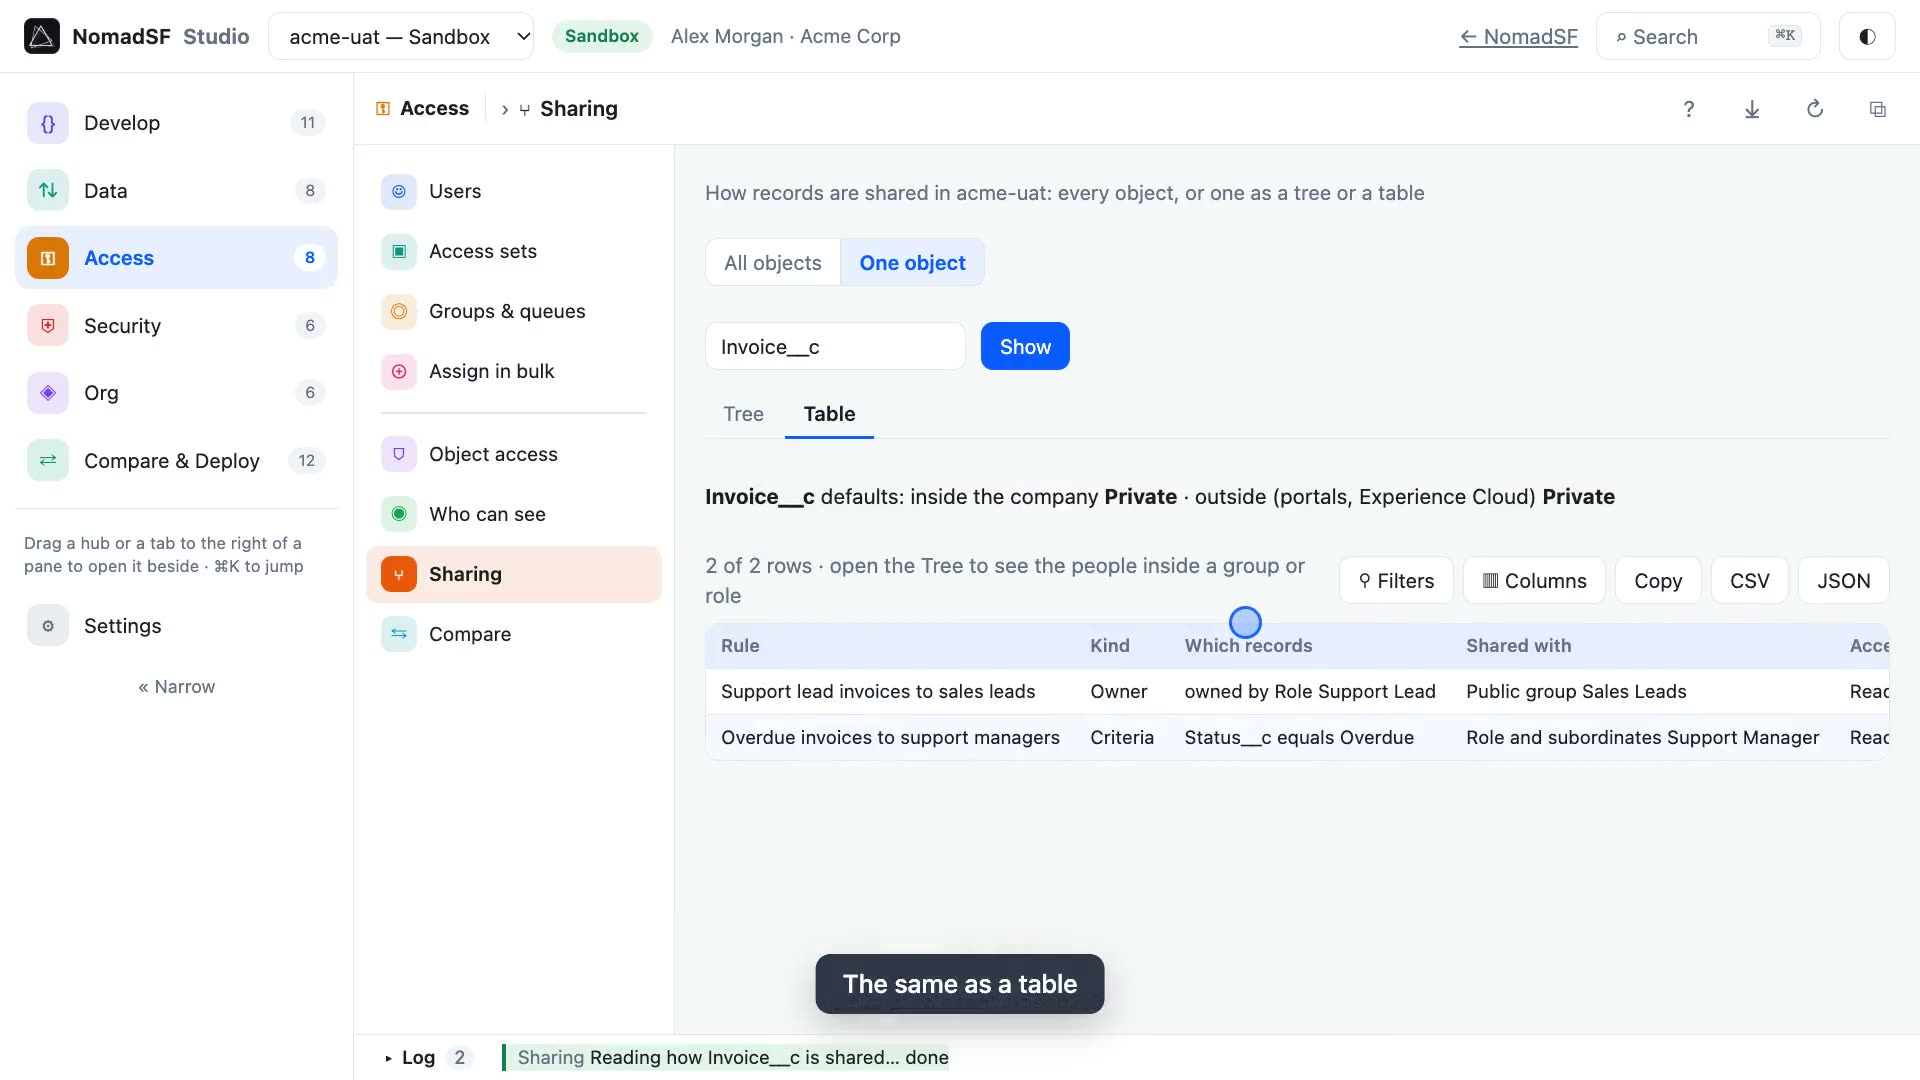 NomadSF Studio
acme-uat — Sandbox
Sandbox
Alex Morgan · Acme Corp
← NomadSF
Search ⌘K
Develop 11
Data 8
Access 8
Security 6
Org 6
Compare & Deploy 12
Drag a hub or a tab to the right of a
pane to open it beside · ⌘K to jump
Settings
« Narrow
Access › Sharing
?
Users
Access sets
Groups & queues
Assign in bulk
Object access
Who can see
Sharing
Compare
How records are shared in acme-uat: every object, or one as a tree or a table
All objects One object
Invoice__c Show
Tree Table
Invoice__c defaults: inside the company Private · outside (portals, Experience Cloud) Private
2 of 2 rows · open the Tree to see the people inside a group or
role
Filters Columns Copy CSV JSON
Rule Kind Which records Shared with Acce
Support lead invoices to sales leads Owner owned by Role Support Lead Public group Sales Leads Read
Overdue invoices to support managers Criteria Status__c equals Overdue Role and subordinates Support Manager Read
The same as a table
Log 2 Sharing Reading how Invoice__c is shared… done